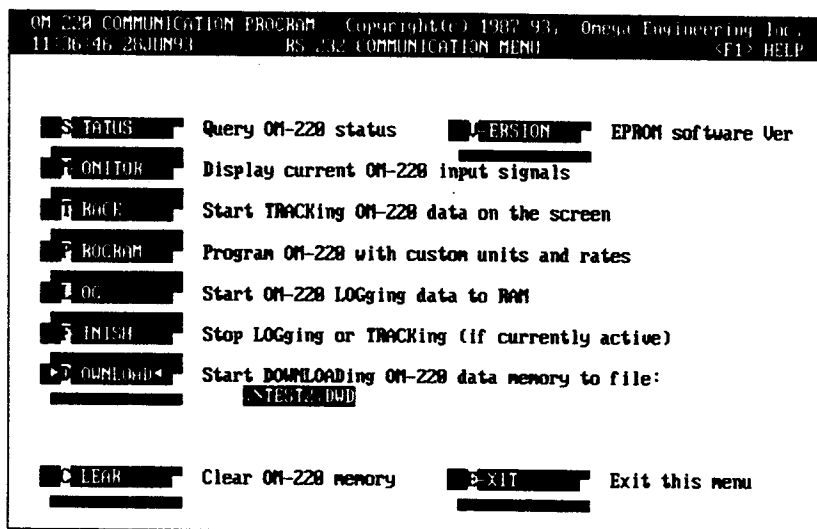 OM-220 COMMUNICATION PROGRAM Copyright(c) 1987-93, Omega Engineering Inc.
11:36:46 28JUN93 RS-232 COMMUNICATION MENU <F1> HELP
STATUS Query OM-220 status VERSION EPROM software Ver
MONITOR Display current OM-220 input signals
TRACK Start TRACKing OM-220 data on the screen
PROGRAM Program OM-220 with custom units and rates
LOG Start OM-220 LOGging data to RAM
FINISH Stop LOGging or TRACKing (if currently active)
►DOWNLOAD◄ Start DOWNLOADing OM-220 data memory to file:
CLEAR Clear OM-220 memory EXIT Exit this menu